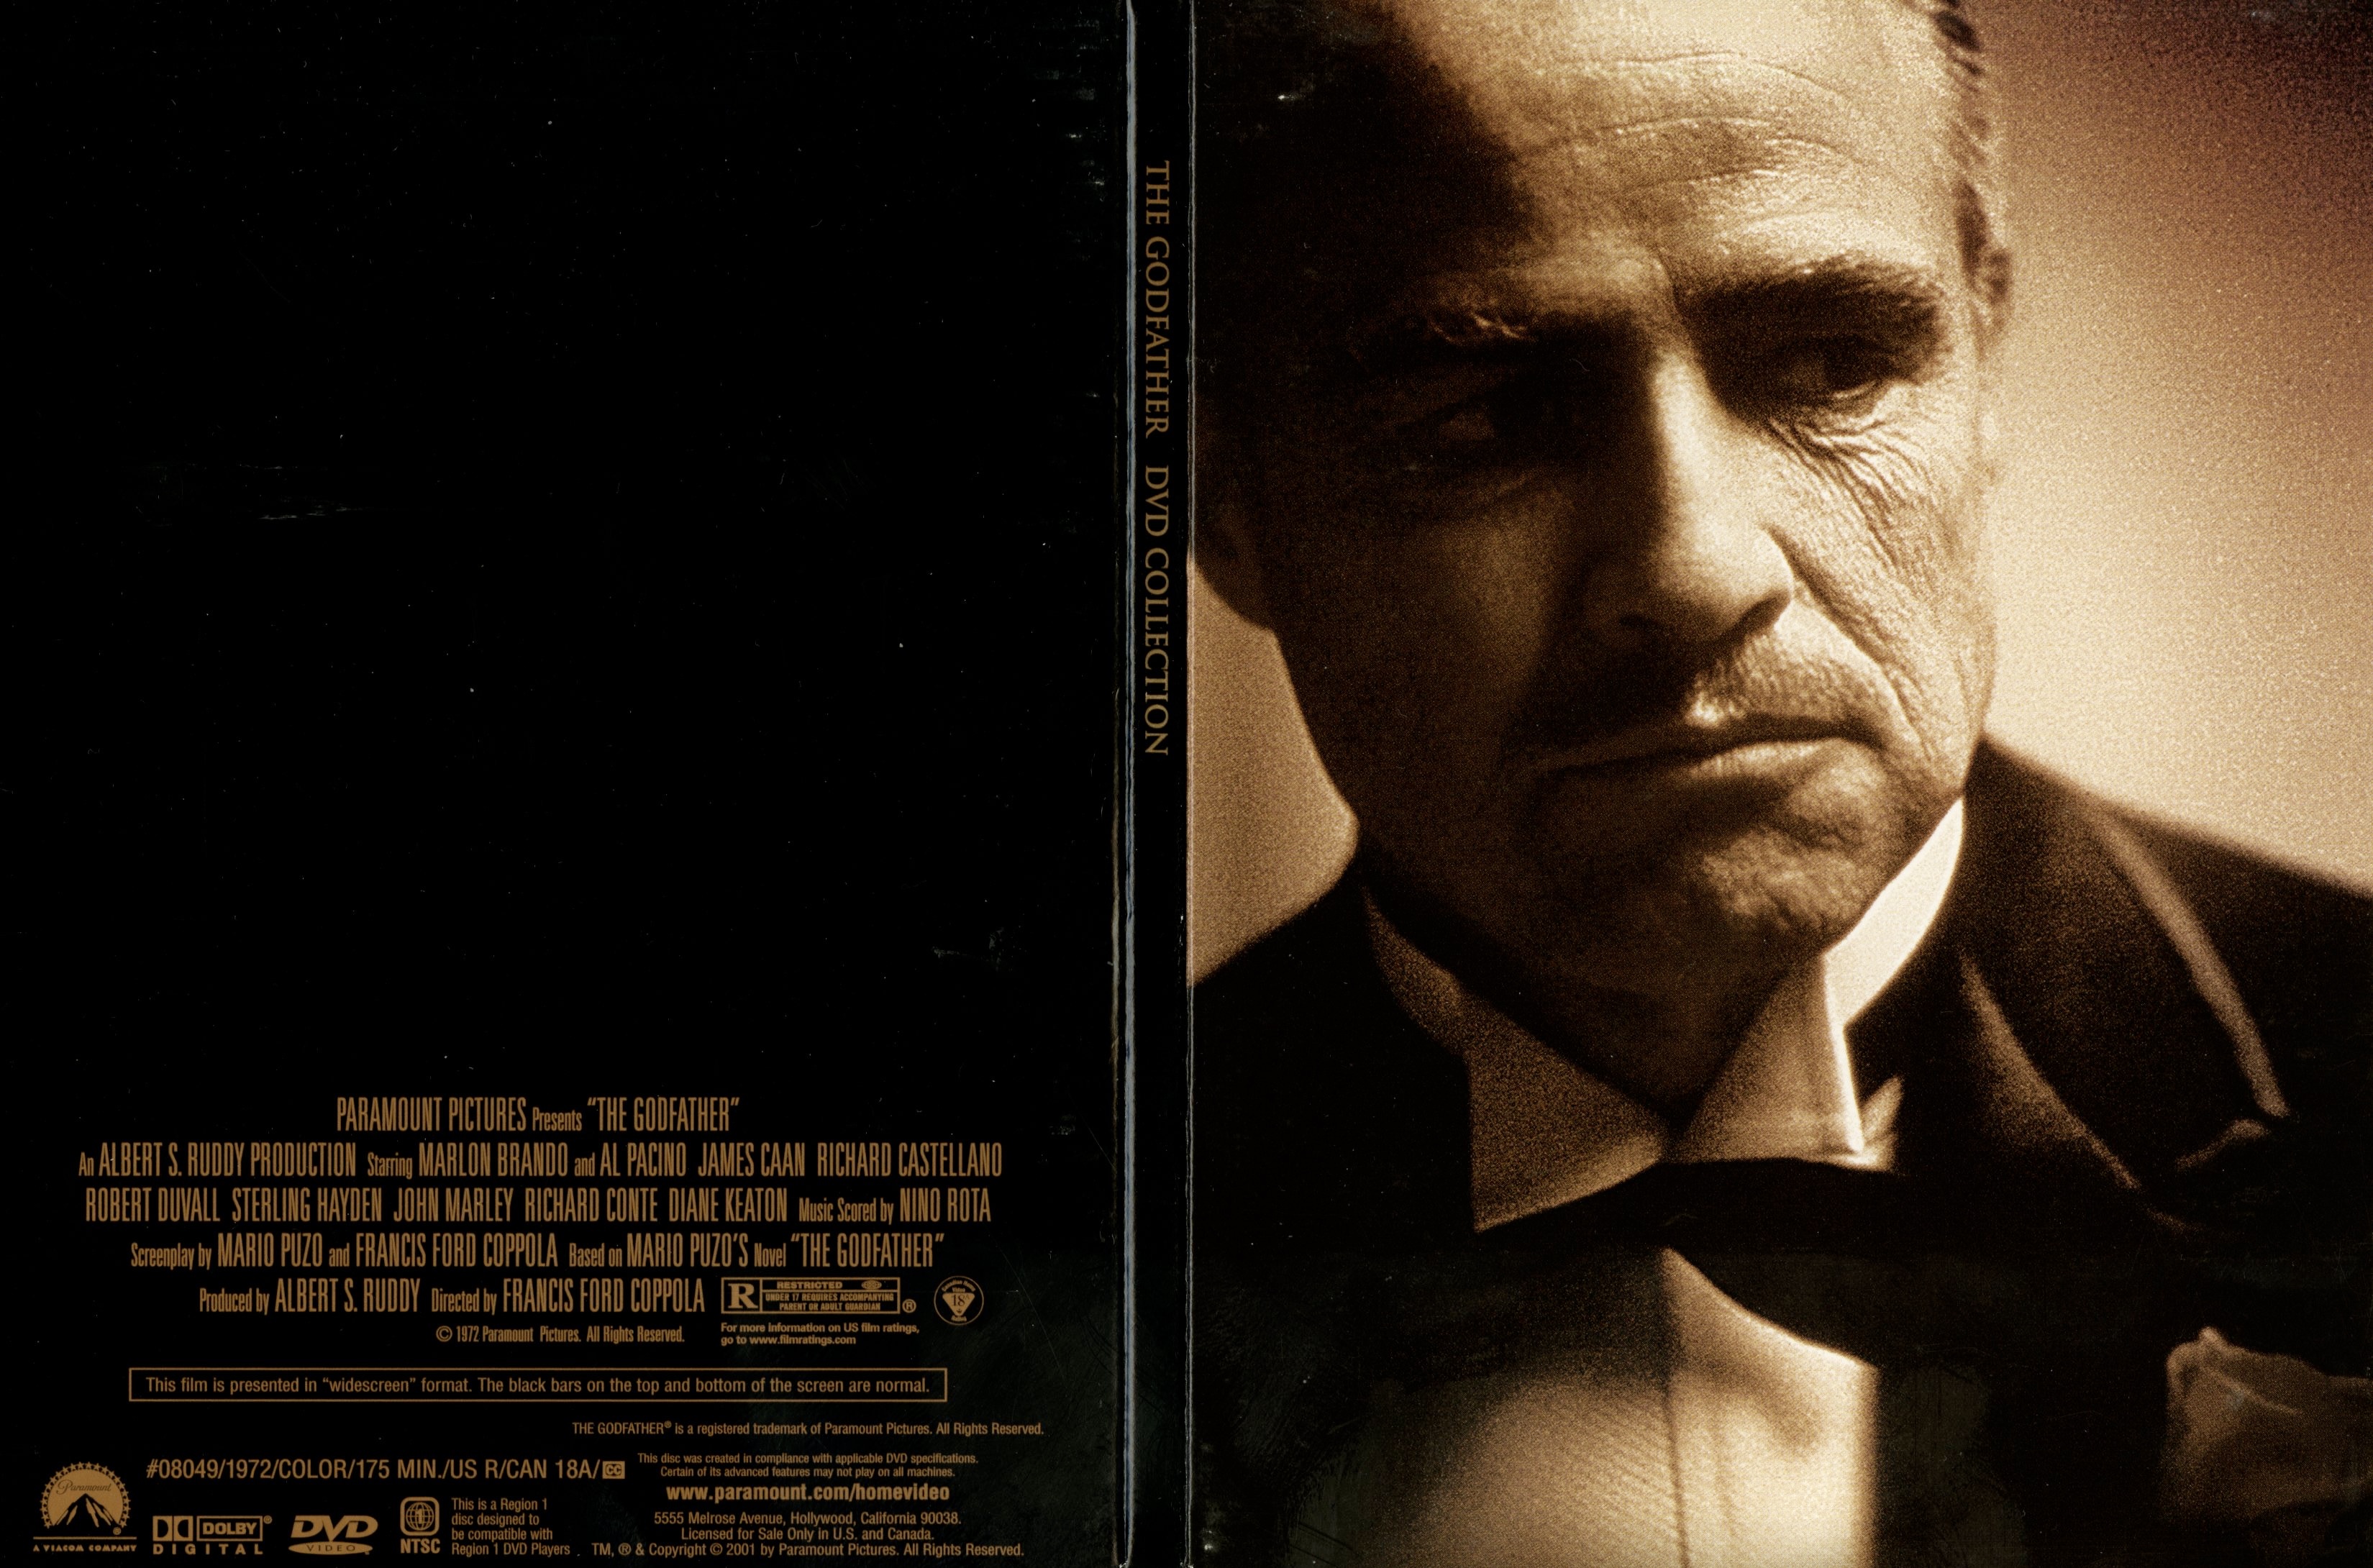 PARAMOUNT PICTURES Presents “THE GODFATHER”
An ALBERT S. RUDDY PRODUCTION Starring MARLON BRANDO and AL PACINO JAMES CAAN RICHARD CASTELLANO
ROBERT DUVALL STERLING HAYDEN JOHN MARLEY RICHARD CONTE DIANE KEATON Music Scored by NINO ROTA
Screenplay by MARIO PUZO and FRANCIS FORD COPPOLA Based on MARIO PUZO’S Novel “THE GODFATHER”
Produced by ALBERT S. RUDDY Directed by FRANCIS FORD COPPOLA
R
RESTRICTED
UNDER 17 REQUIRES ACCOMPANYING
PARENT OR ADULT GUARDIAN
®
18
© 1972 Paramount Pictures. All Rights Reserved.
For more information on US film ratings,
go to www.filmratings.com
This film is presented in “widescreen” format. The black bars on the top and bottom of the screen are normal.
THE GODFATHER® is a registered trademark of Paramount Pictures. All Rights Reserved.
#08049/1972/COLOR/175 MIN./US R/CAN 18A/CC
This disc was created in compliance with applicable DVD specifications.
Certain of its advanced features may not play on all machines.
www.paramount.com/homevideo
5555 Melrose Avenue, Hollywood, California 90038.
Licensed for Sale Only in U.S. and Canada.
TM, ® & Copyright © 2001 by Paramount Pictures. All Rights Reserved.
Paramount
®
A VIACOM COMPANY
DOLBY®
DIGITAL
DVD
VIDEO
NTSC
This is a Region 1
disc designed to
be compatible with
Region 1 DVD Players .
THE GODFATHER DVD COLLECTION